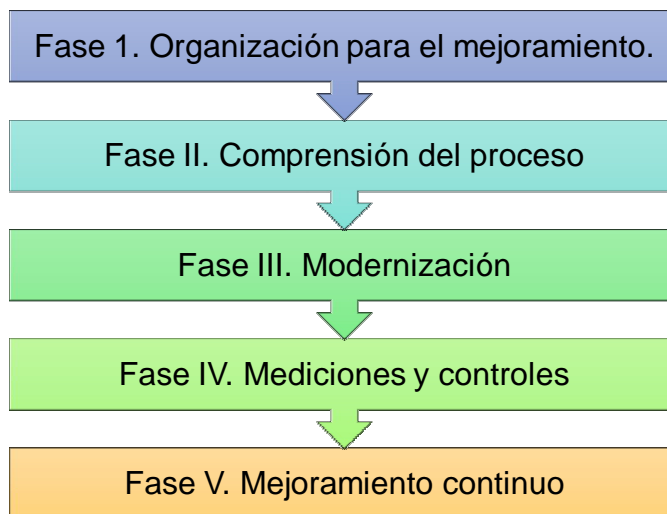 Fase 1. Organización para el mejoramiento.
Fase II. Comprensión del proceso
Fase III. Modernización
Fase IV. Mediciones y controles
Fase V. Mejoramiento continuo